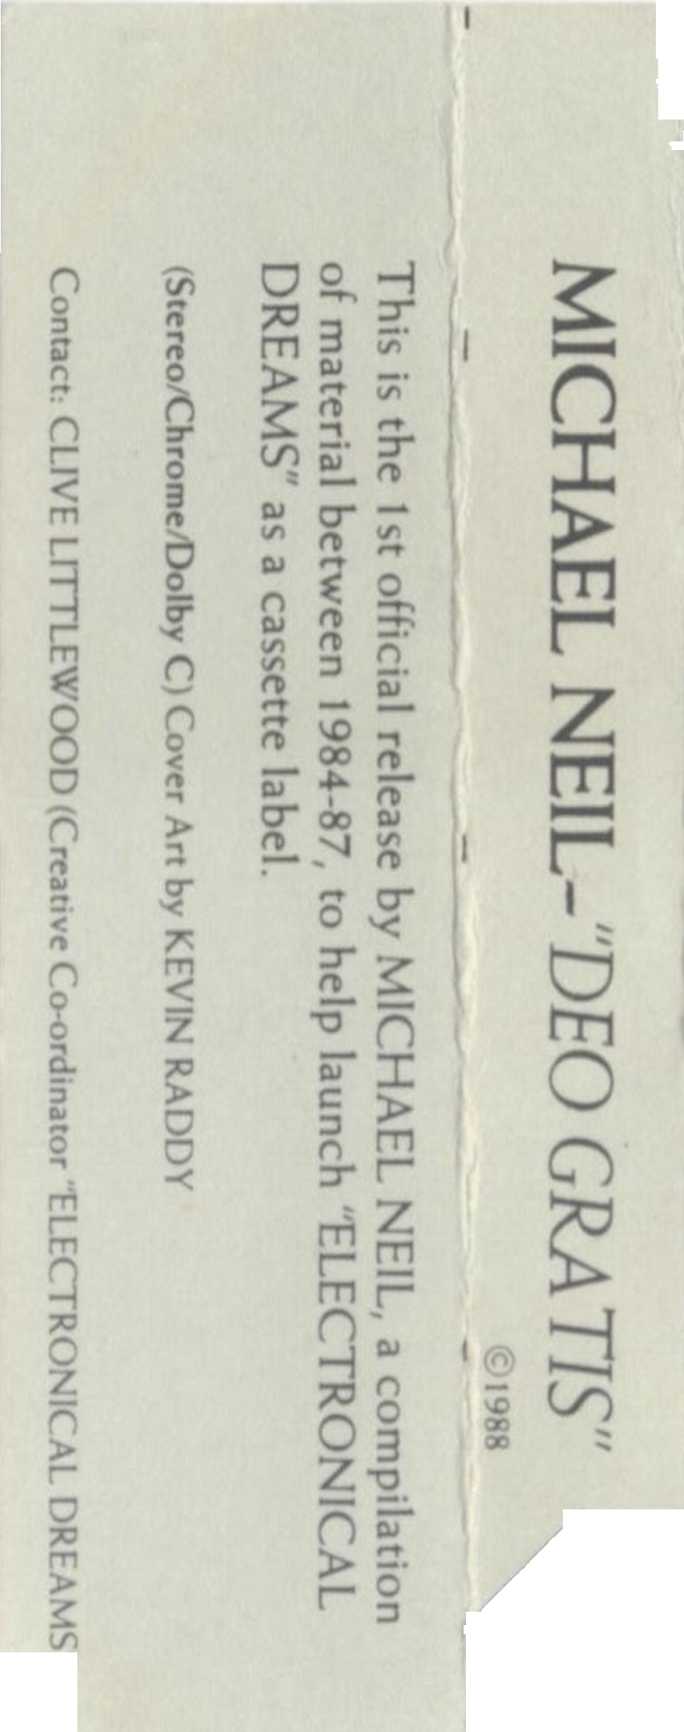 MICHAEL NEIL-"DEO GRATIS"
©1988
This is the 1st official release by MICHAEL NEIL, a compilation
of material between 1984-87, to help launch "ELECTRONICAL
DREAMS" as a cassette label.
(Stereo/Chrome/Dolby C) Cover Art by KEVIN RADDY
Contact: CLIVE LITTLEWOOD (Creative Co-ordinator "ELECTRONICAL DREAMS